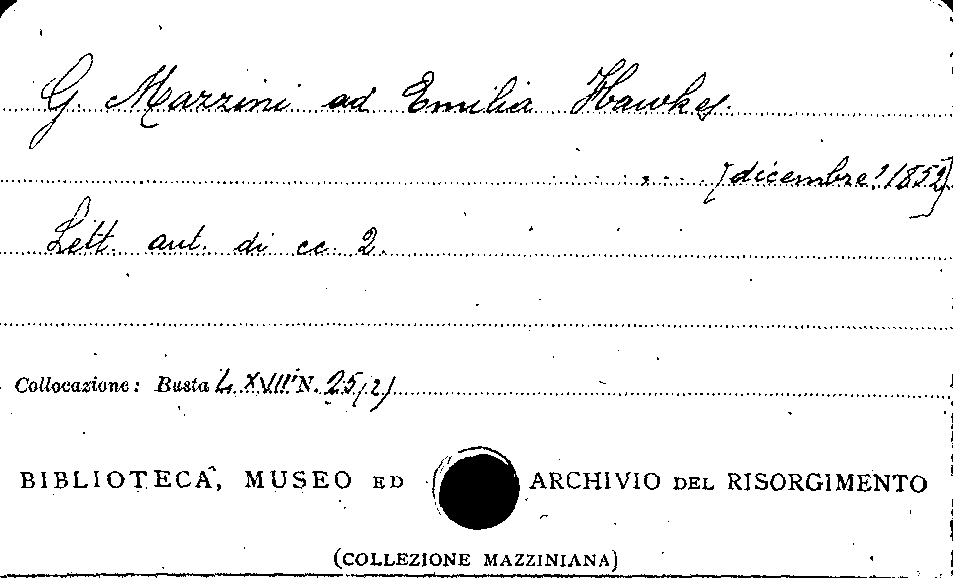 G. Mazzini ad Emilia Hawkes.
[dicembre? 1852]
Lett. aut. di cc. 2.
Collocazione: Busta LXVIII N. 25(2)
BIBLIOTECA, MUSEO ED ARCHIVIO DEL RISORGIMENTO
(COLLEZIONE MAZZINIANA)